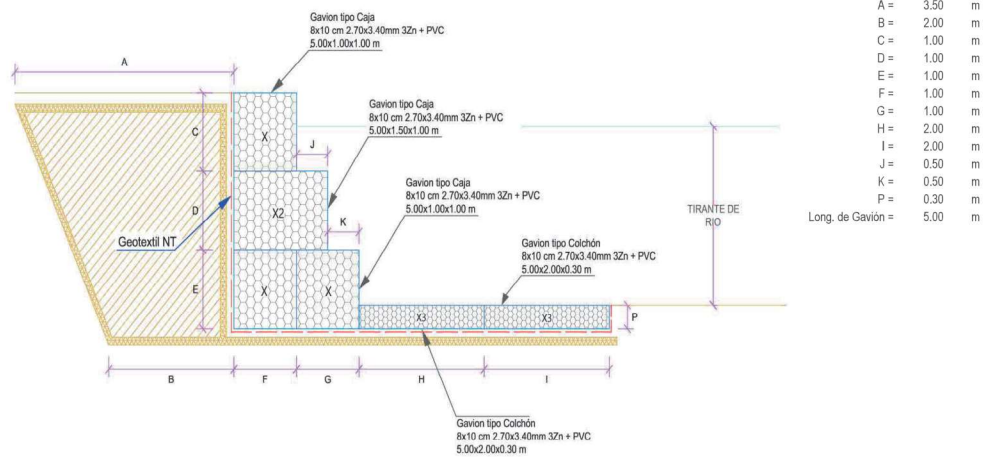 Gavion tipo Caja
8x10 cm 2.70x3.40mm 3Zn + PVC
5.00x1.00x1.00 m
A
Gavion tipo Caja
8x10 cm 2.70x3.40mm 3Zn + PVC
5.00x1.50x1.00 m
C
X
J
Gavion tipo Caja
8x10 cm 2.70x3.40mm 3Zn + PVC
5.00x1.00x1.00 m
D
X2
K
TIRANTE DE
RIO
Geotextil NT
Gavion tipo Colchón
8x10 cm 2.70x3.40mm 3Zn + PVC
5.00x2.00x0.30 m
E
X
X
X3
X3
P
B
F
G
H
I
Gavion tipo Colchón
8x10 cm 2.70x3.40mm 3Zn + PVC
5.00x2.00x0.30 m
A = 3.50 m
B = 2.00 m
C = 1.00 m
D = 1.00 m
E = 1.00 m
F = 1.00 m
G = 1.00 m
H = 2.00 m
I = 2.00 m
J = 0.50 m
K = 0.50 m
P = 0.30 m
Long. de Gavión = 5.00 m